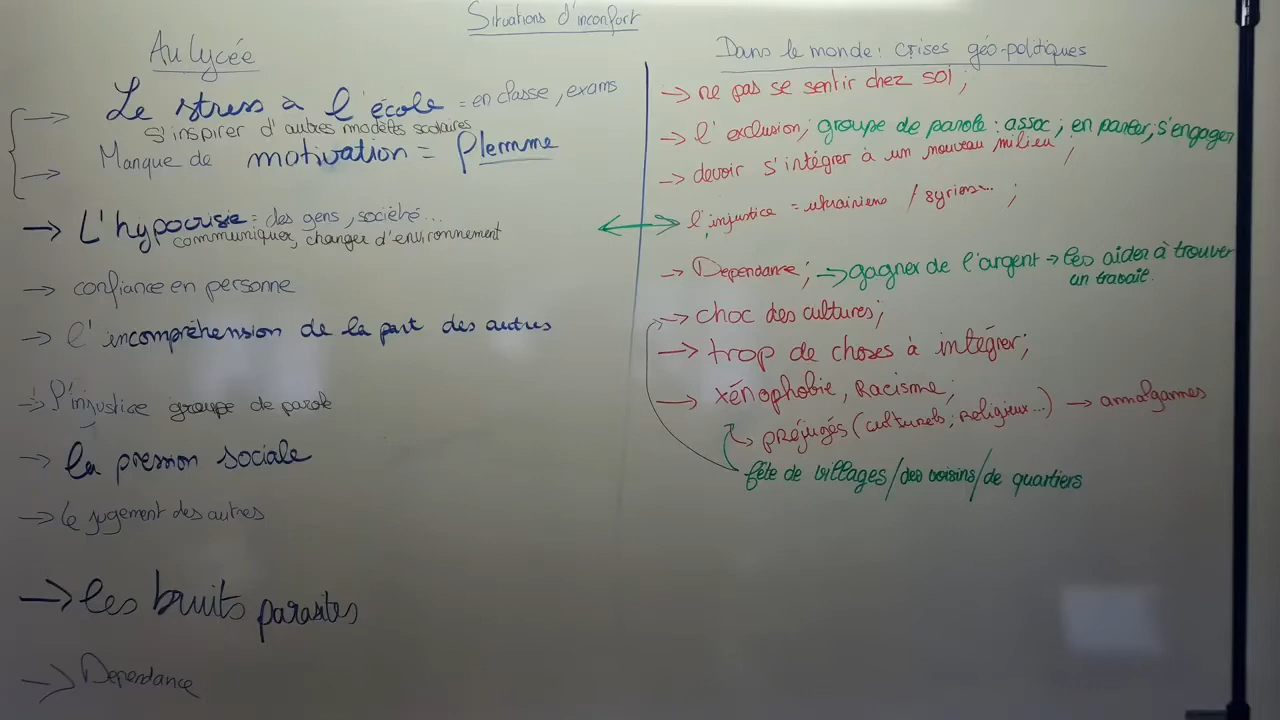 Situations d'inconfort
Au lycée
→ Le stress à l'école = en classe, exams
S'inspirer d'autres modèles scolaires
→ Manque de motivation = Flemme
→ L'hypocrisie = des gens, société...
communiquer, changer d'environnement
→ confiance en personne
→ l'incompréhension de la part des autres
→ l'injustice groupe de parole
→ la pression sociale
→ Le jugement des autres
→ les bruits parasites
→ Dependance
Dans le monde : crises géo-politiques
→ ne pas se sentir chez soi ;
→ l'exclusion ; groupe de parole : assoc ; en parler, s'engager
→ devoir s'intégrer à un nouveau milieu ;
→ l'injustice = ukrainiens / syriens... ;
→ Dependance ; → gagner de l'argent → les aider à trouver
un travail.
→ choc des cultures ;
→ trop de choses à intégrer ;
→ xénophobie, Racisme ;
→ préjugés (culturels, religieux...) → amalgammes
fête de villages / des voisins / de quartiers